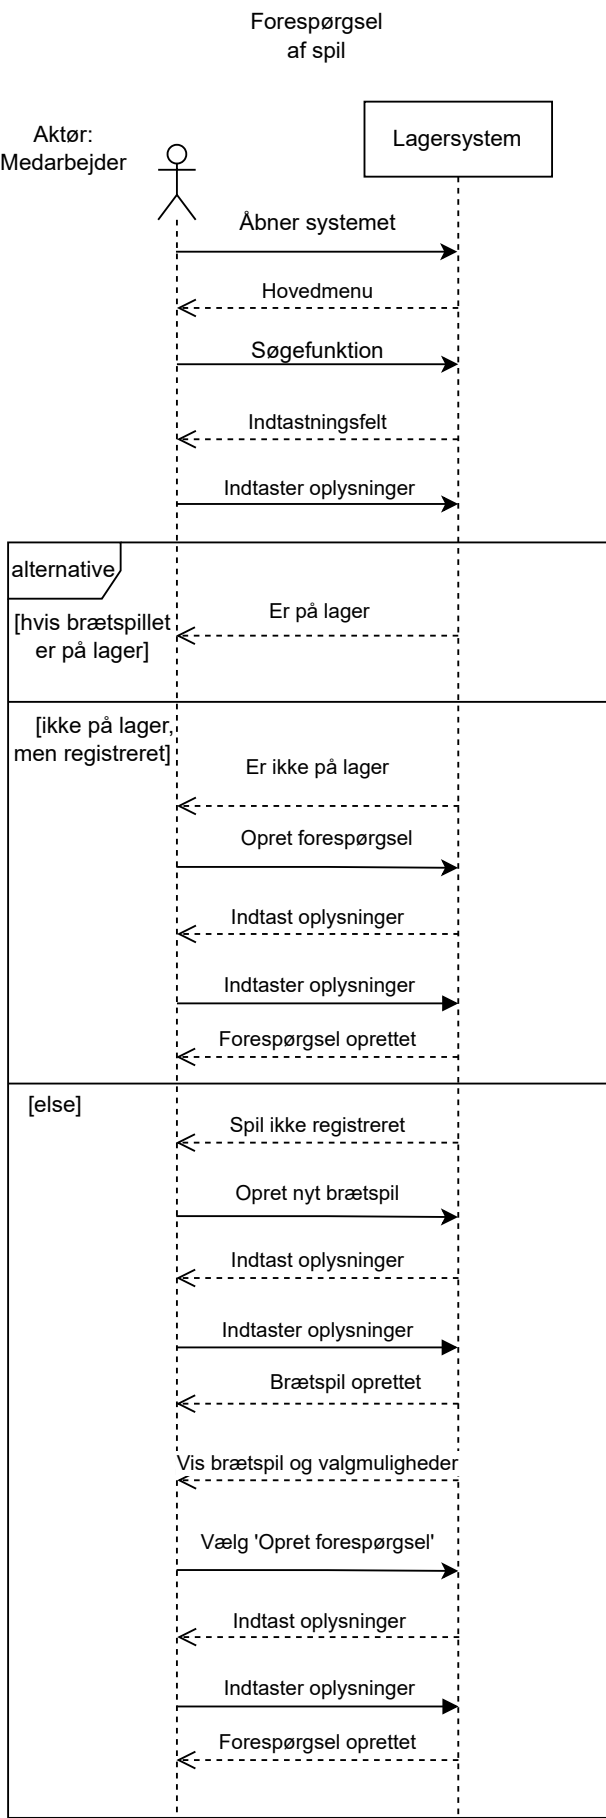 Forespørgsel
af spil
Aktør:
Medarbejder
Lagersystem
Åbner systemet
Hovedmenu
Søgefunktion
Indtastningsfelt
Indtaster oplysninger
alternative
[hvis brætspillet
er på lager]
Er på lager
[ikke på lager,
men registreret]
Er ikke på lager
Opret forespørgsel
Indtast oplysninger
Indtaster oplysninger
Forespørgsel oprettet
[else]
Spil ikke registreret
Opret nyt brætspil
Indtast oplysninger
Indtaster oplysninger
Brætspil oprettet
Vis brætspil og valgmuligheder
Vælg 'Opret forespørgsel'
Indtast oplysninger
Indtaster oplysninger
Forespørgsel oprettet